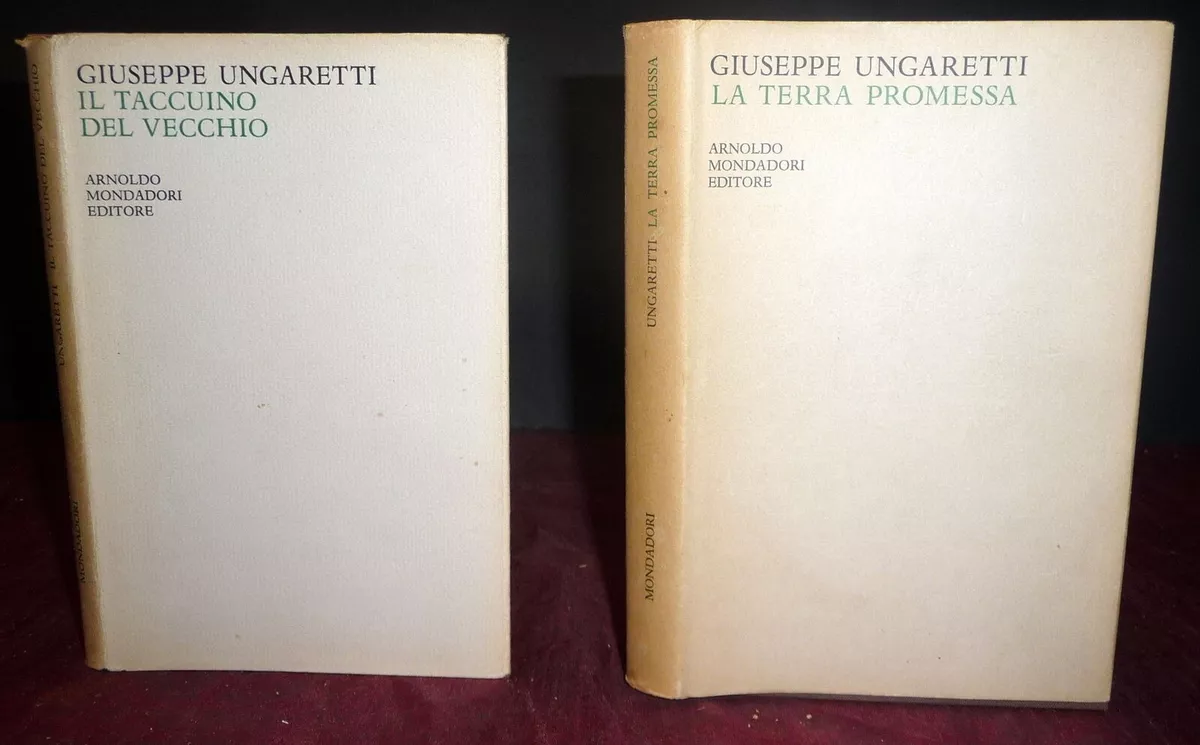 GIUSEPPE UNGARETTI
IL TACCUINO
DEL VECCHIO
ARNOLDO
MONDADORI
EDITORE
UNGARETTI IL TACCUINO DEL VECCHIO
MONDADORI
GIUSEPPE UNGARETTI
LA TERRA PROMESSA
ARNOLDO
MONDADORI
EDITORE
UNGARETTI · LA TERRA PROMESSA
MONDADORI